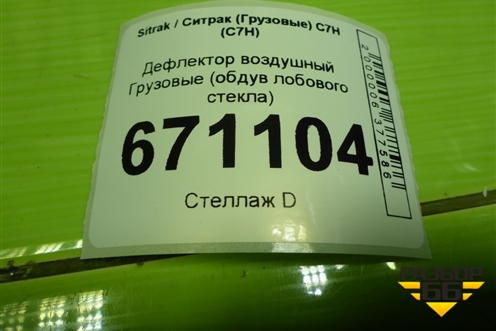 Sitrak / Ситрак (Грузовые) C7H
(C7H)
Дефлектор воздушный
Грузовые (обдув лобового
стекла)
671104
Стеллаж D
2000006377586
РАЗБОР
66